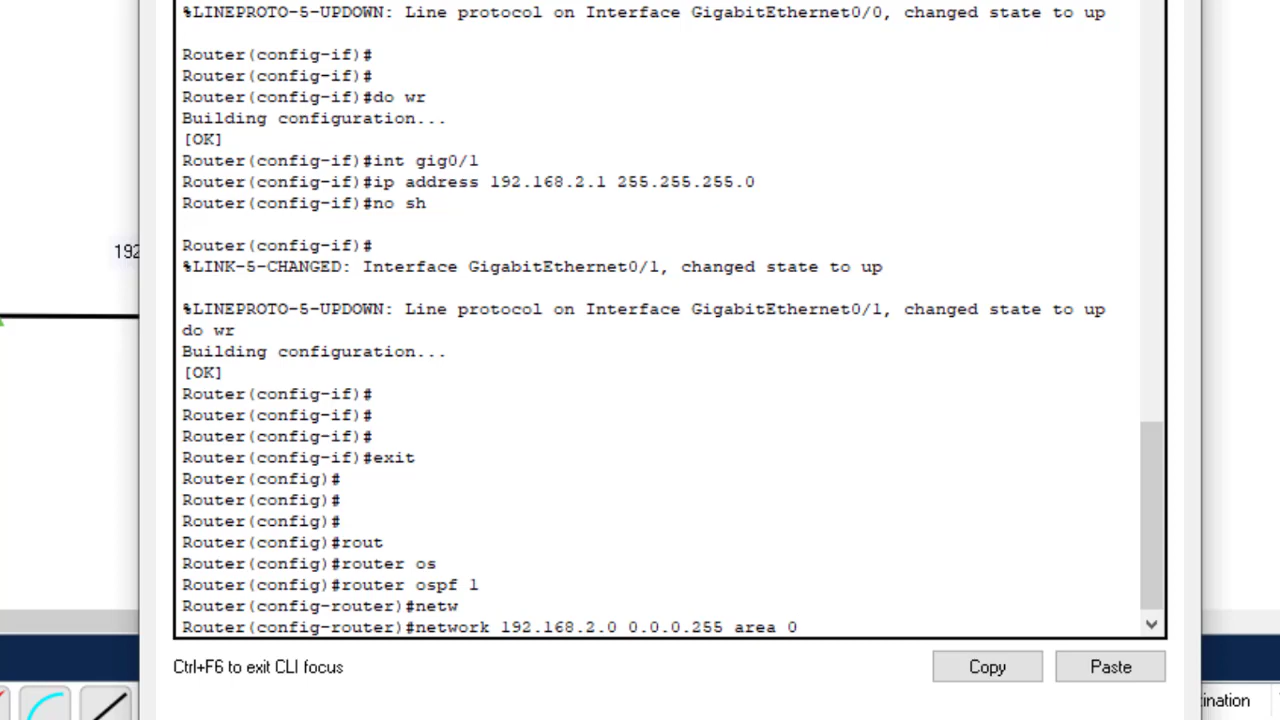 %LINEPROTO-5-UPDOWN: Line protocol on Interface GigabitEthernet0/0, changed state to up
Router(config-if)#
Router(config-if)#
Router(config-if)#do wr
Building configuration...
[OK]
Router(config-if)#int gig0/1
Router(config-if)#ip address 192.168.2.1 255.255.255.0
Router(config-if)#no sh
Router(config-if)#
%LINK-5-CHANGED: Interface GigabitEthernet0/1, changed state to up
%LINEPROTO-5-UPDOWN: Line protocol on Interface GigabitEthernet0/1, changed state to up
do wr
Building configuration...
[OK]
Router(config-if)#
Router(config-if)#
Router(config-if)#
Router(config-if)#exit
Router(config)#
Router(config)#
Router(config)#
Router(config)#rout
Router(config)#router os
Router(config)#router ospf 1
Router(config-router)#netw
Router(config-router)#network 192.168.2.0 0.0.0.255 area 0
192
Ctrl+F6 to exit CLI focus
Copy
Paste
ination